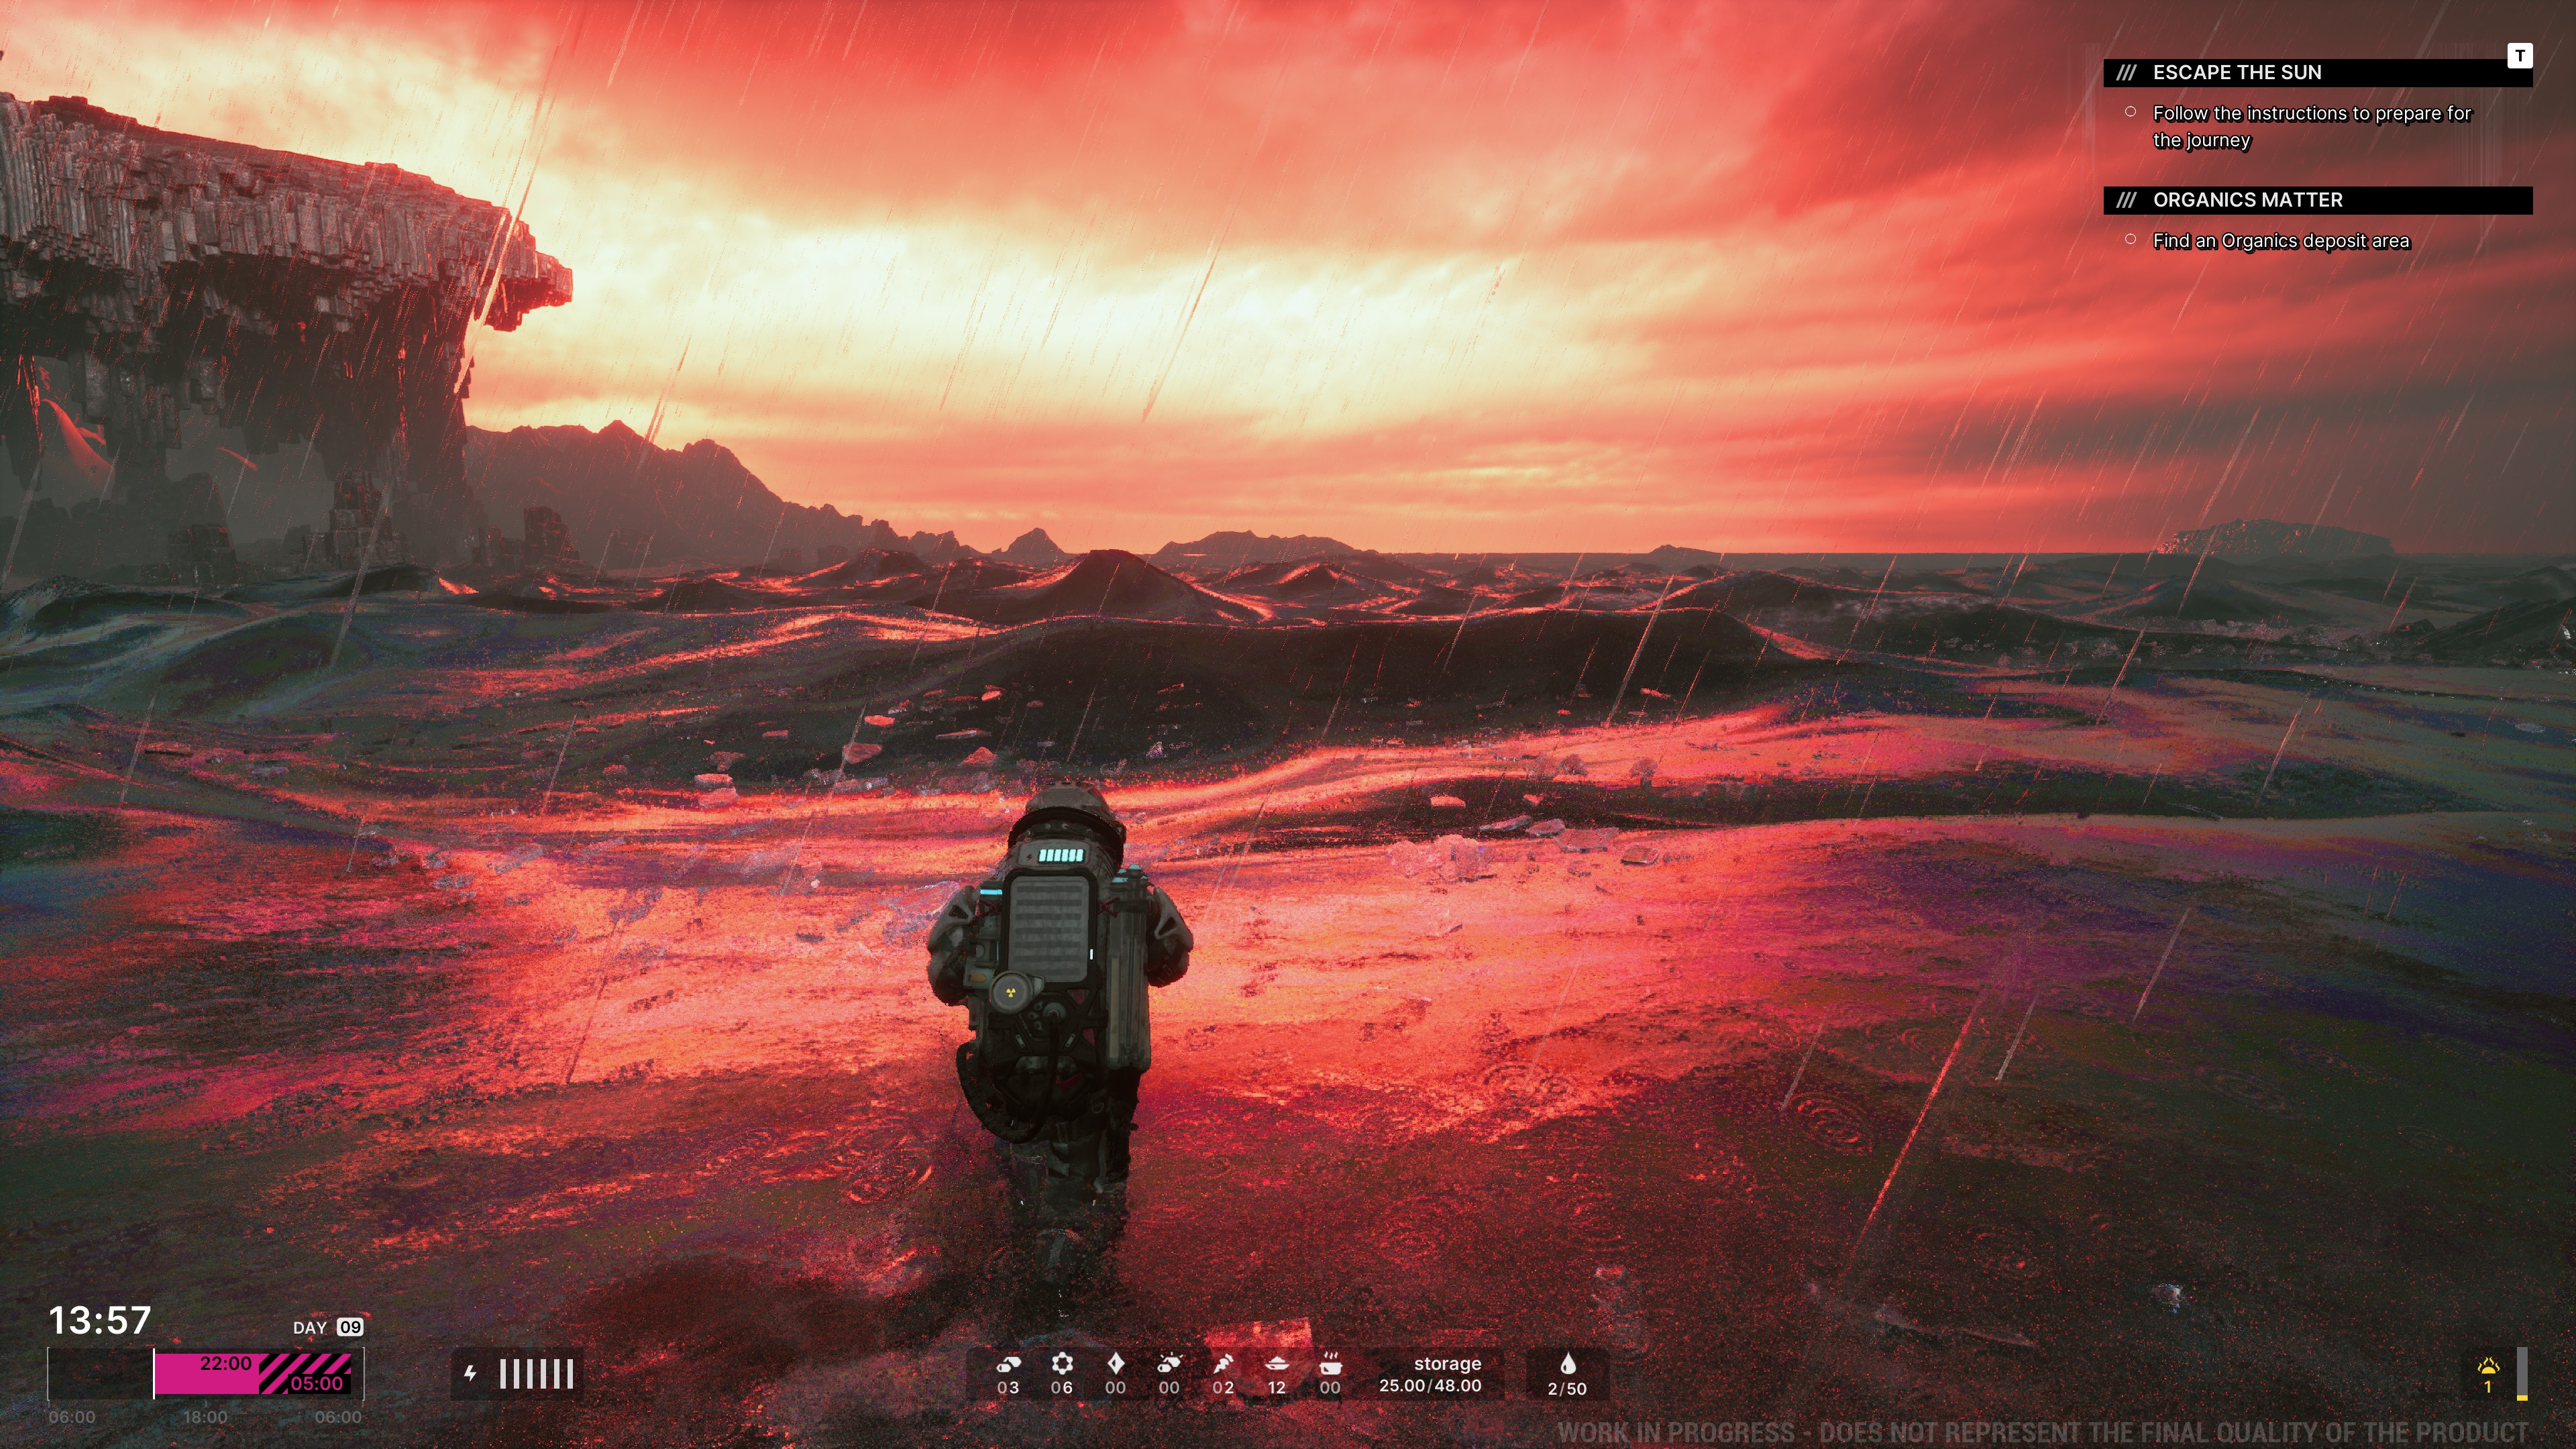 T
ESCAPE THE SUN
Follow the instructions to prepare for
the journey
ORGANICS MATTER
Find an Organics deposit area
13:57
DAY 09
22:00
05:00
06:00 18:00 06:00
03 06 00 00 02 12 00
storage
25.00/48.00
2/50
1
WORK IN PROGRESS - DOES NOT REPRESENT THE FINAL QUALITY OF THE PRODUCT